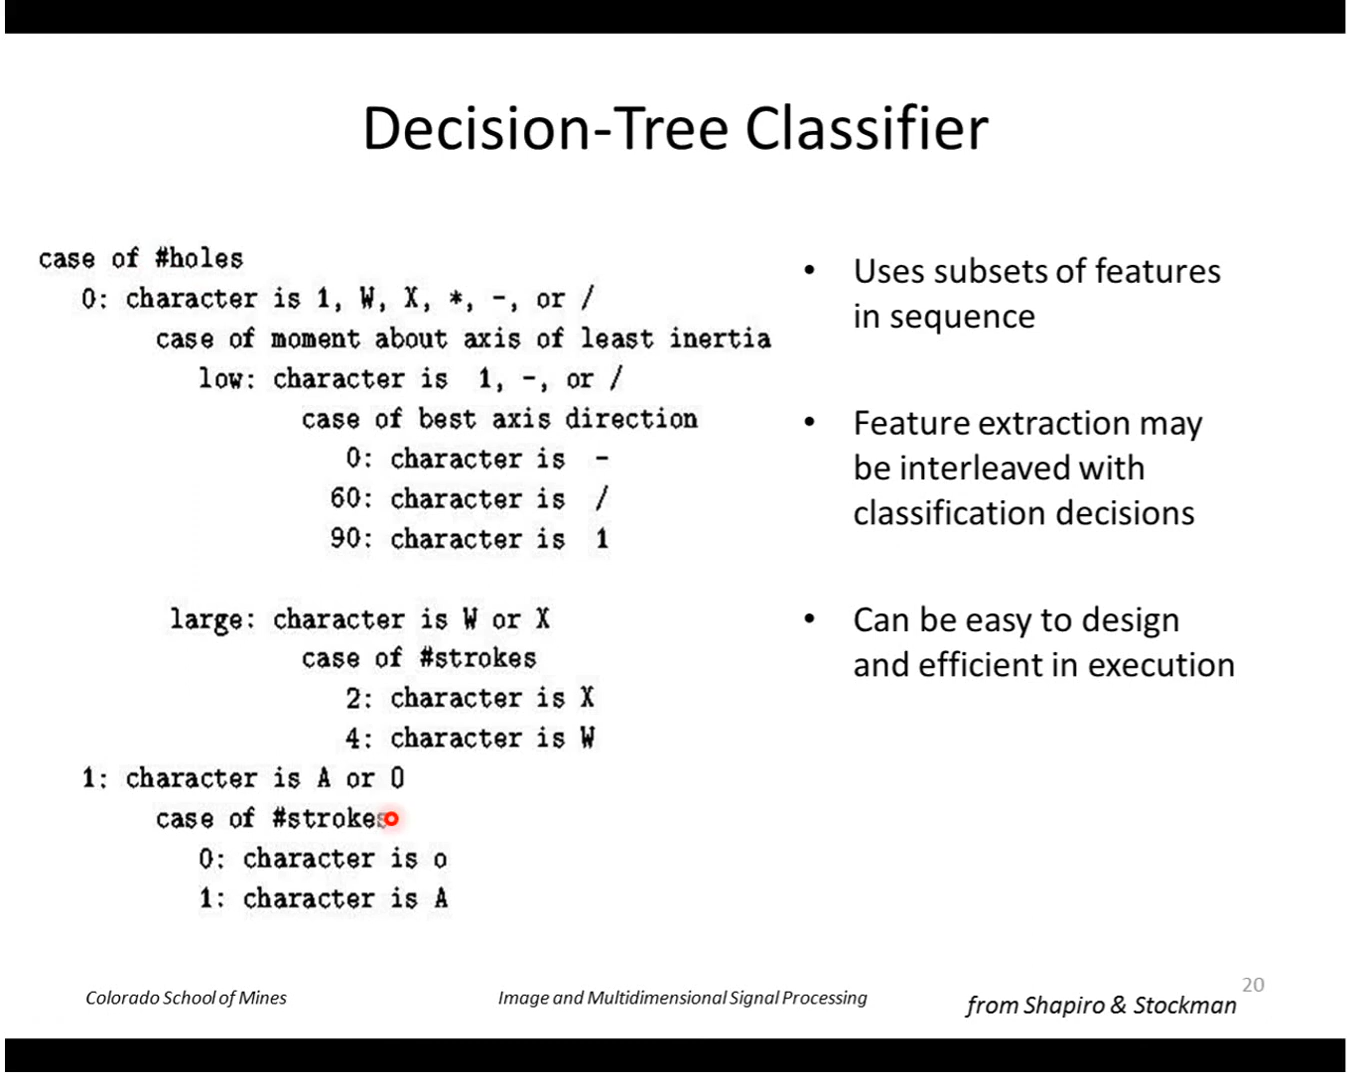 Decision-Tree Classifier
case of #holes
0: character is 1, W, X, *, -, or /
case of moment about axis of least inertia
low: character is 1, -, or /
case of best axis direction
0: character is -
60: character is /
90: character is 1
large: character is W or X
case of #strokes
2: character is X
4: character is W
1: character is A or O
case of #strokes
0: character is o
1: character is A
• Uses subsets of features
in sequence
• Feature extraction may
be interleaved with
classification decisions
• Can be easy to design
and efficient in execution
Colorado School of Mines
Image and Multidimensional Signal Processing
from Shapiro & Stockman
20